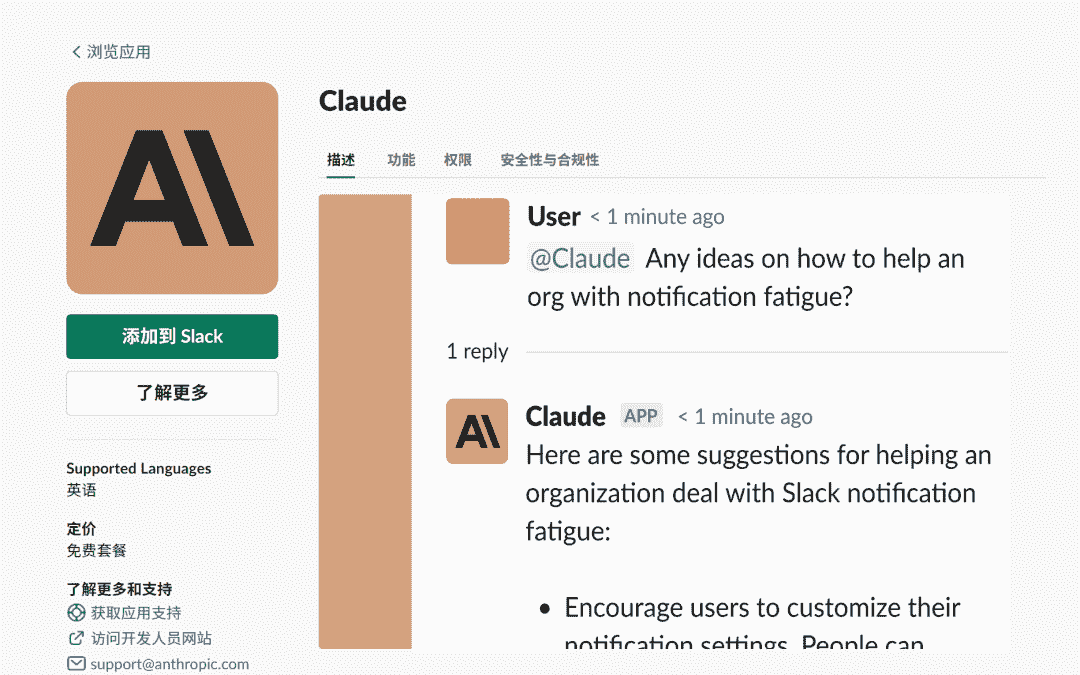 浏览应用
Claude
描述 功能 权限 安全性与合规性
添加到 Slack
了解更多
Supported Languages
英语
定价
免费套餐
了解更多和支持
获取应用支持
访问开发人员网站
support@anthropic.com
User < 1 minute ago
@Claude Any ideas on how to help an
org with notification fatigue?
1 reply
Claude APP < 1 minute ago
Here are some suggestions for helping an
organization deal with Slack notification
fatigue:
• Encourage users to customize their
notification settings. People can